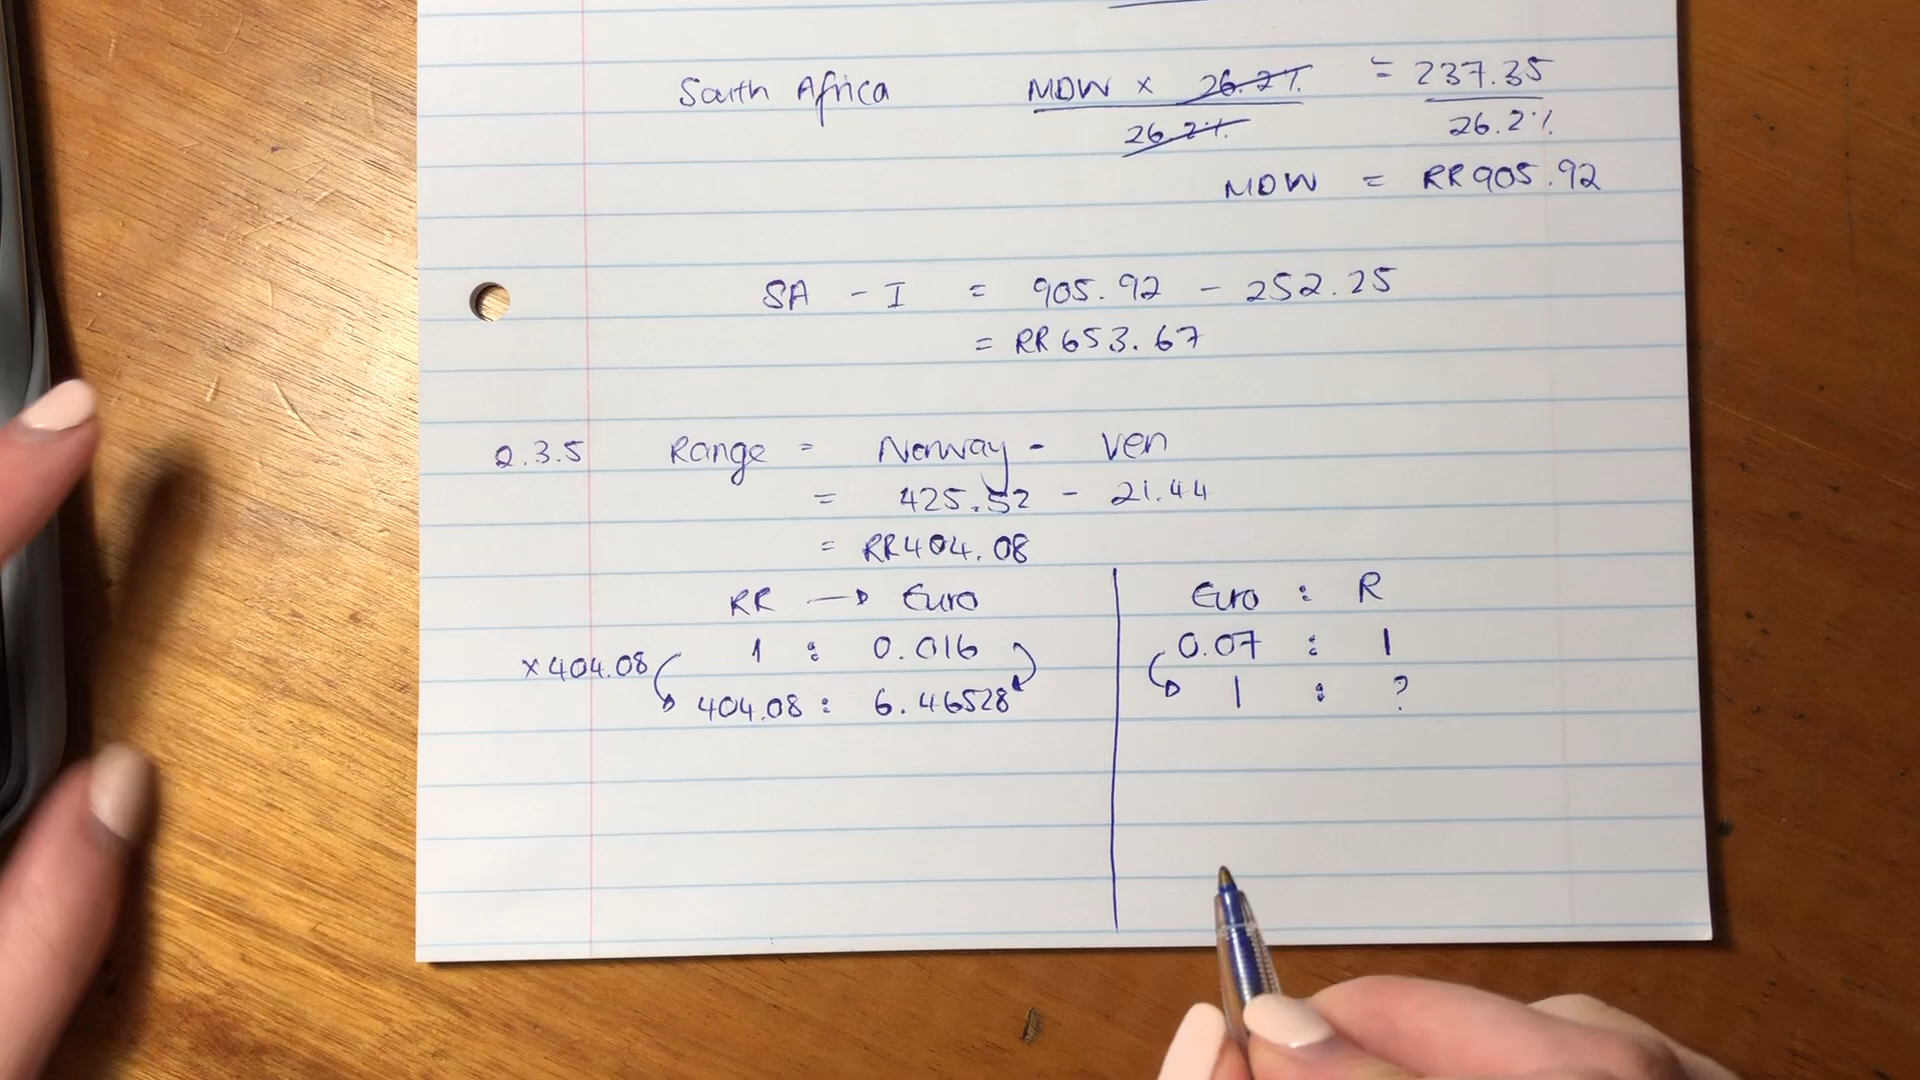 South Africa MDW × 26.2% = 237.35
26.2% 26.2%
MDW = RR905.92
SA - I = 905.92 - 252.25
= RR653.67
2.3.5 Range = Norway - Ven
= 425.52 - 21.44
= RR404.08
RR → Euro
1 : 0.016
×404.08
404.08 : 6.46528
Euro : R
0.07 : 1
1 : ?